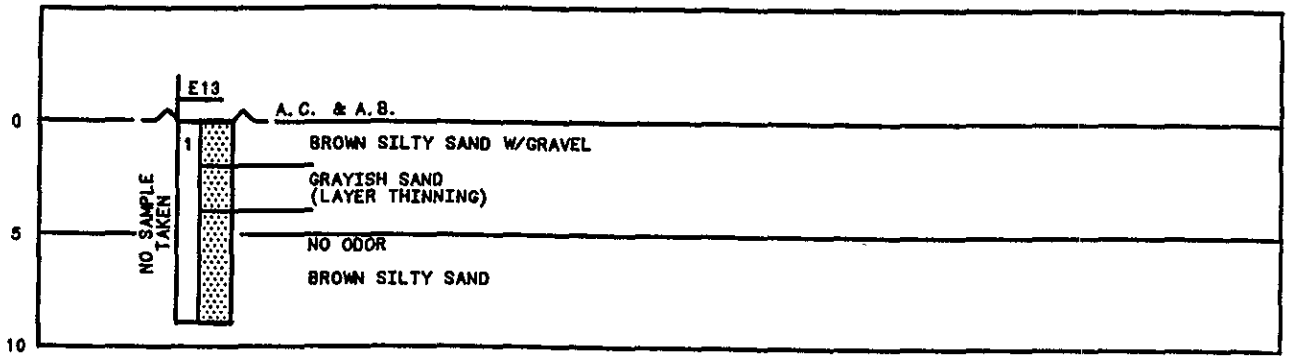 E13
A.C. & A.B.
0
1
BROWN SILTY SAND W/GRAVEL
GRAYISH SAND
(LAYER THINNING)
NO SAMPLE
TAKEN
5
NO ODOR
BROWN SILTY SAND
10